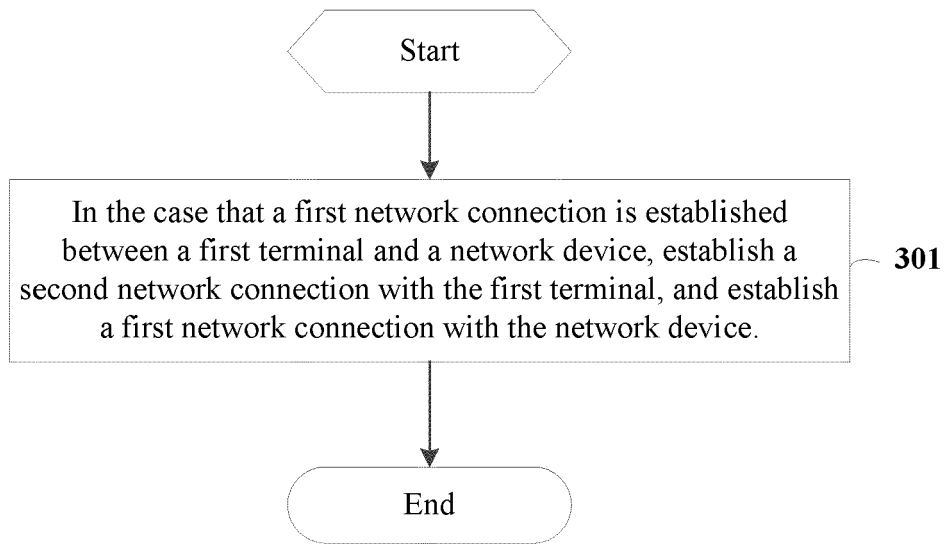 Start
In the case that a first network connection is established
between a first terminal and a network device, establish a
second network connection with the first terminal, and establish
a first network connection with the network device.
301
End